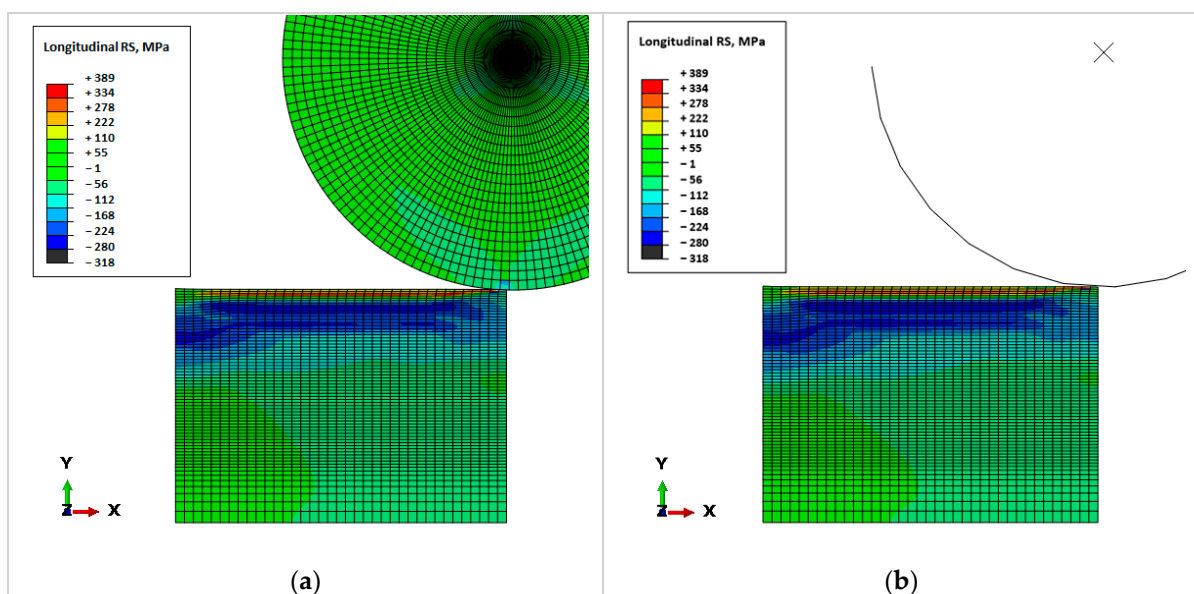 Longitudinal RS, MPa
+ 389
+ 334
+ 278
+ 222
+ 110
+ 55
− 1
− 56
− 112
− 168
− 224
− 280
− 318
Y
Z
X
(a)
Longitudinal RS, MPa
+ 389
+ 334
+ 278
+ 222
+ 110
+ 55
− 1
− 56
− 112
− 168
− 224
− 280
− 318
Y
Z
X
(b)